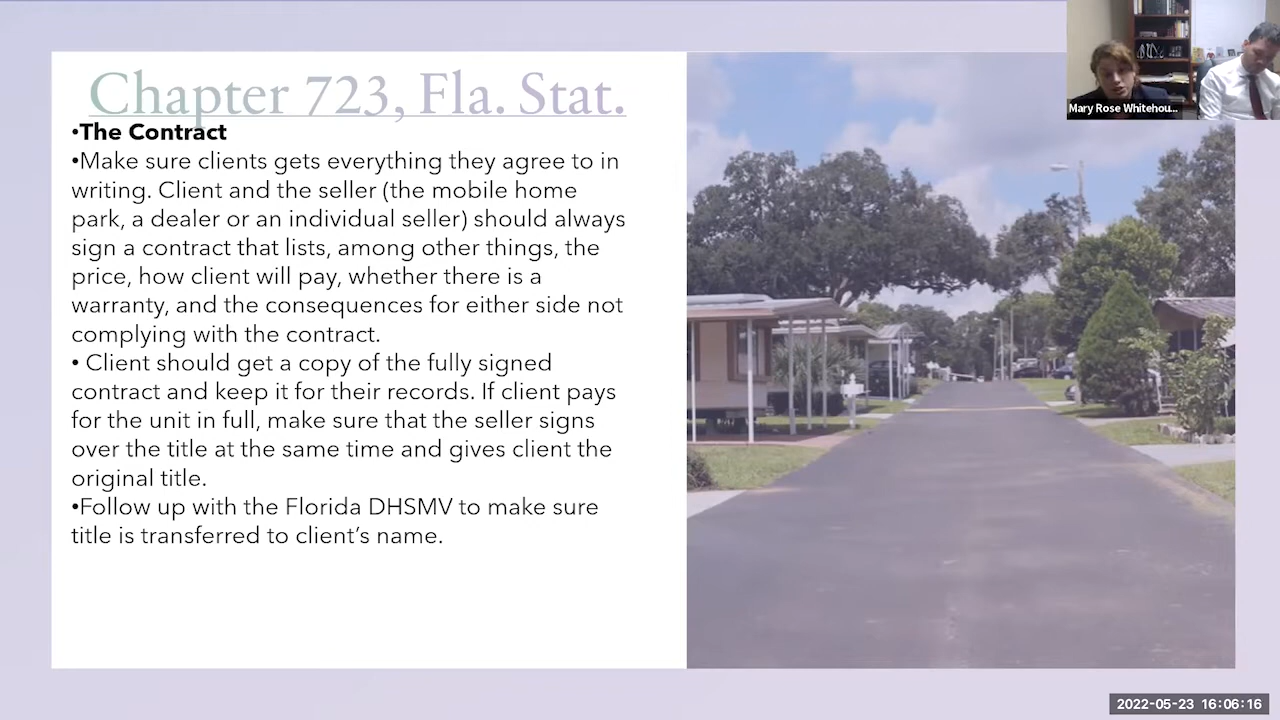 Chapter 723, Fla. Stat.
•The Contract
•Make sure clients gets everything they agree to in
writing. Client and the seller (the mobile home
park, a dealer or an individual seller) should always
sign a contract that lists, among other things, the
price, how client will pay, whether there is a
warranty, and the consequences for either side not
complying with the contract.
• Client should get a copy of the fully signed
contract and keep it for their records. If client pays
for the unit in full, make sure that the seller signs
over the title at the same time and gives client the
original title.
•Follow up with the Florida DHSMV to make sure
title is transferred to client’s name.
Mary Rose Whitehou...
2022-05-23 16:06:16